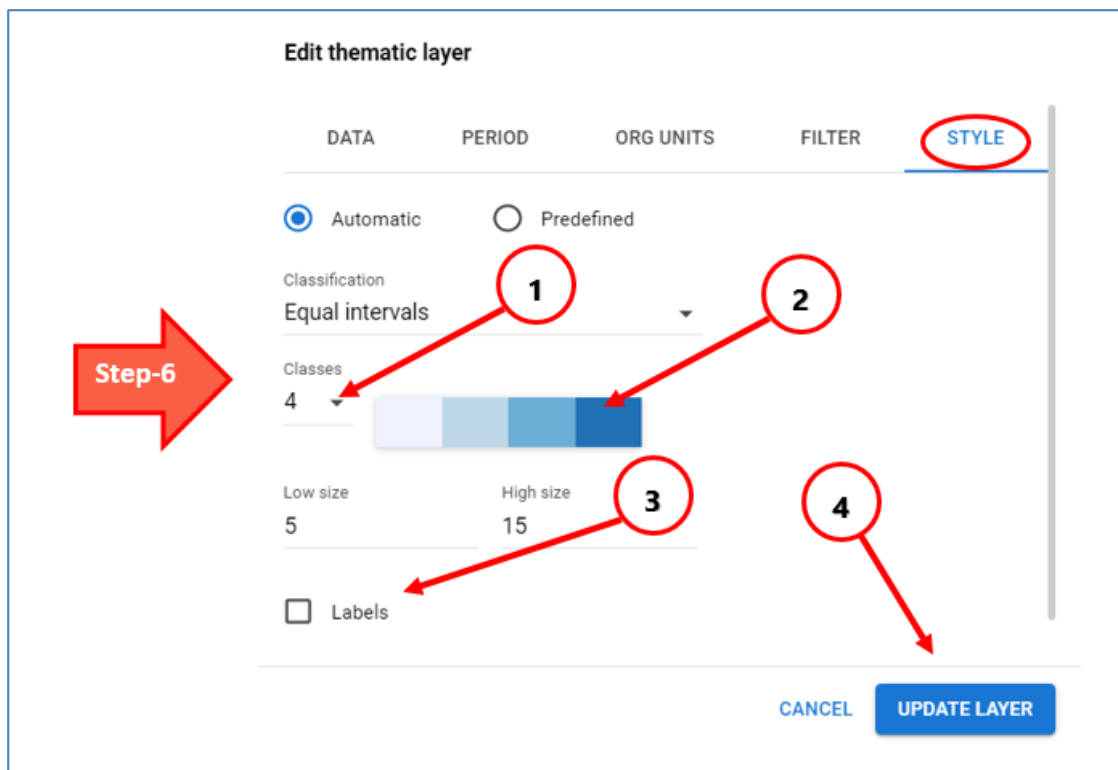 Edit thematic layer
DATA PERIOD ORG UNITS FILTER STYLE
Automatic Predefined
Classification
1
Equal intervals
2
Step-6
Classes
4
Low size High size
3
5 15
4
Labels
CANCEL UPDATE LAYER